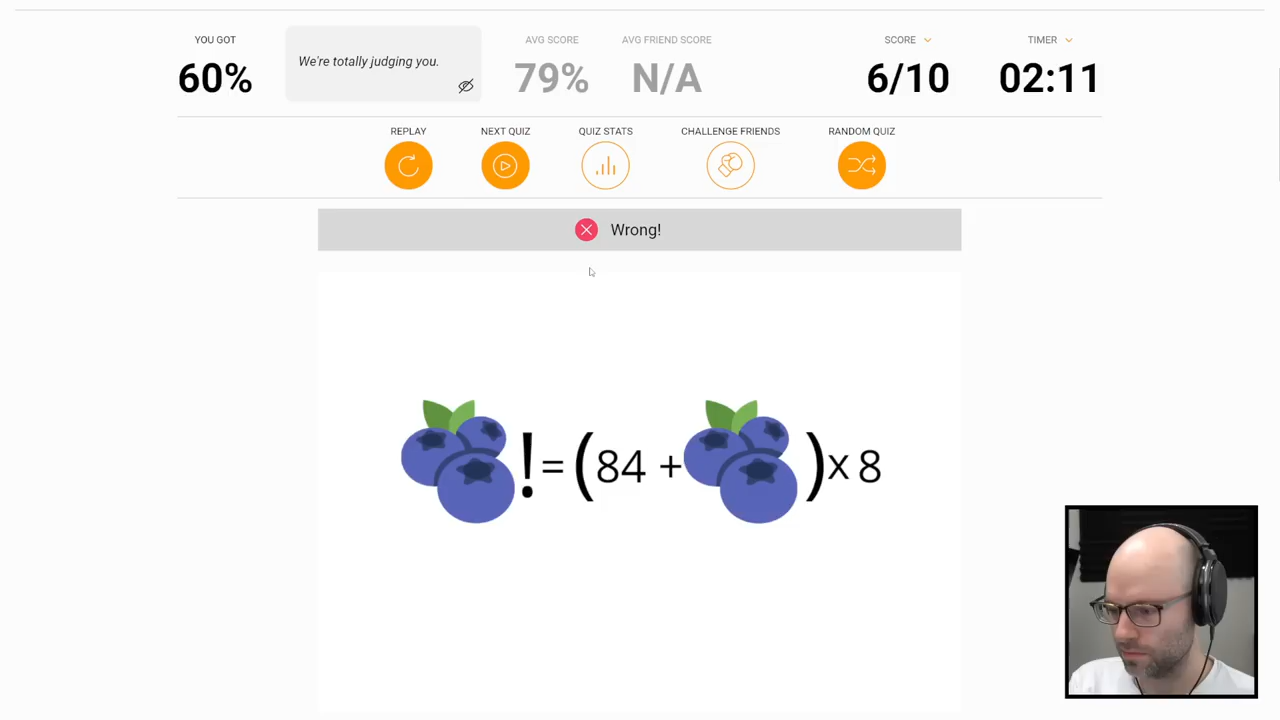 YOU GOT
60%
We're totally judging you.
AVG SCORE
79%
AVG FRIEND SCORE
N/A
SCORE
6/10
TIMER
02:11
REPLAY
NEXT QUIZ
QUIZ STATS
CHALLENGE FRIENDS
RANDOM QUIZ
Wrong!
! = (84 + ) x 8